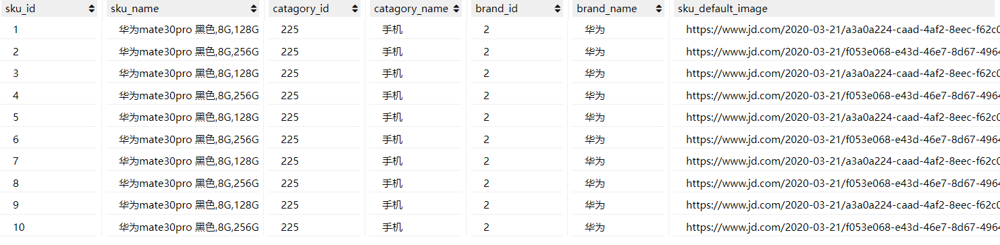 sku_id sku_name catagory_id catagory_name brand_id brand_name sku_default_image
1 华为mate30pro 黑色,8G,128G 225 手机 2 华为 https://www.jd.com/2020-03-21/a3a0a224-caad-4af2-8eec-f62c0
2 华为mate30pro 黑色,8G,256G 225 手机 2 华为 https://www.jd.com/2020-03-21/f053e068-e43d-46e7-8d67-4964
3 华为mate30pro 黑色,8G,128G 225 手机 2 华为 https://www.jd.com/2020-03-21/a3a0a224-caad-4af2-8eec-f62c0
4 华为mate30pro 黑色,8G,256G 225 手机 2 华为 https://www.jd.com/2020-03-21/f053e068-e43d-46e7-8d67-4964
5 华为mate30pro 黑色,8G,128G 225 手机 2 华为 https://www.jd.com/2020-03-21/a3a0a224-caad-4af2-8eec-f62c0
6 华为mate30pro 黑色,8G,256G 225 手机 2 华为 https://www.jd.com/2020-03-21/f053e068-e43d-46e7-8d67-4964
7 华为mate30pro 黑色,8G,128G 225 手机 2 华为 https://www.jd.com/2020-03-21/a3a0a224-caad-4af2-8eec-f62c0
8 华为mate30pro 黑色,8G,256G 225 手机 2 华为 https://www.jd.com/2020-03-21/f053e068-e43d-46e7-8d67-4964
9 华为mate30pro 黑色,8G,128G 225 手机 2 华为 https://www.jd.com/2020-03-21/a3a0a224-caad-4af2-8eec-f62c0
10 华为mate30pro 黑色,8G,256G 225 手机 2 华为 https://www.jd.com/2020-03-21/f053e068-e43d-46e7-8d67-4964